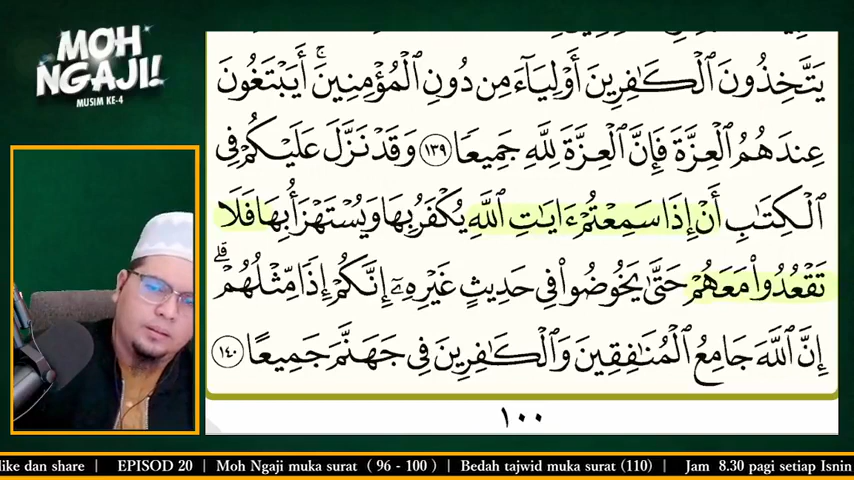 MOH
NGAJI!
MUSIM KE-4
يَتَّخِذُونَ ٱلْكَـٰفِرِينَ أَوْلِيَآءَ مِن دُونِ ٱلْمُؤْمِنِينَ ۚ أَيَبْتَغُونَ
عِندَهُمُ ٱلْعِزَّةَ فَإِنَّ ٱلْعِزَّةَ لِلَّهِ جَمِيعًا ١٣٩ وَقَدْ نَزَّلَ عَلَيْكُمْ فِى
ٱلْكِتَـٰبِ أَنْ إِذَا سَمِعْتُمْ ءَايَـٰتِ ٱللَّهِ يُكْفَرُ بِهَا وَيُسْتَهْزَأُ بِهَا فَلَا
تَقْعُدُوا۟ مَعَهُمْ حَتَّىٰ يَخُوضُوا۟ فِى حَدِيثٍ غَيْرِهِۦٓ إِنَّكُمْ إِذًا مِّثْلُهُمْ ۗ
إِنَّ ٱللَّهَ جَامِعُ ٱلْمُنَـٰفِقِينَ وَٱلْكَـٰفِرِينَ فِى جَهَنَّمَ جَمِيعًا ١٤٠
١٠٠
like dan share | EPISOD 20 | Moh Ngaji muka surat ( 96 - 100 ) | Bedah tajwid muka surat (110) | Jam 8.30 pagi setiap Isnin